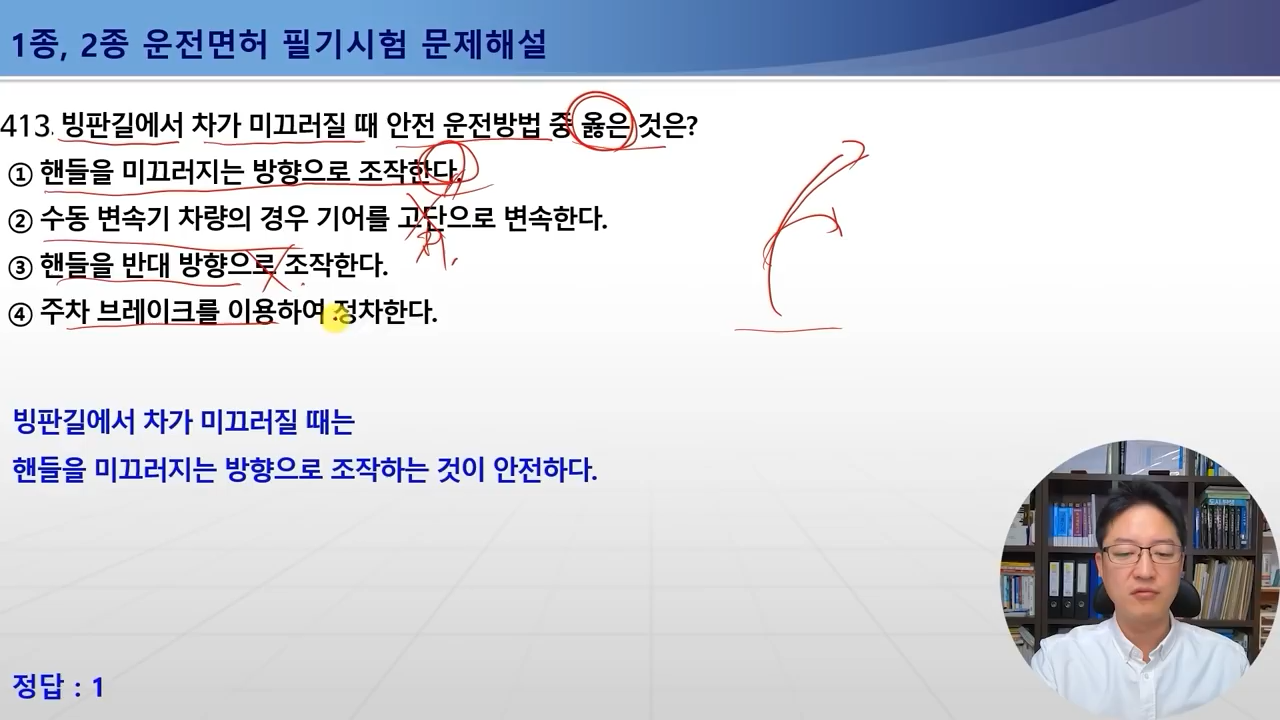 1종, 2종 운전면허 필기시험 문제해설
413. 빙판길에서 차가 미끄러질 때 안전 운전방법 중 옳은 것은?
① 핸들을 미끄러지는 방향으로 조작한다.
② 수동 변속기 차량의 경우 기어를 고단으로 변속한다.
③ 핸들을 반대 방향으로 조작한다.
④ 주차 브레이크를 이용하여 정차한다.
빙판길에서 차가 미끄러질 때는
핸들을 미끄러지는 방향으로 조작하는 것이 안전하다.
정답 : 1